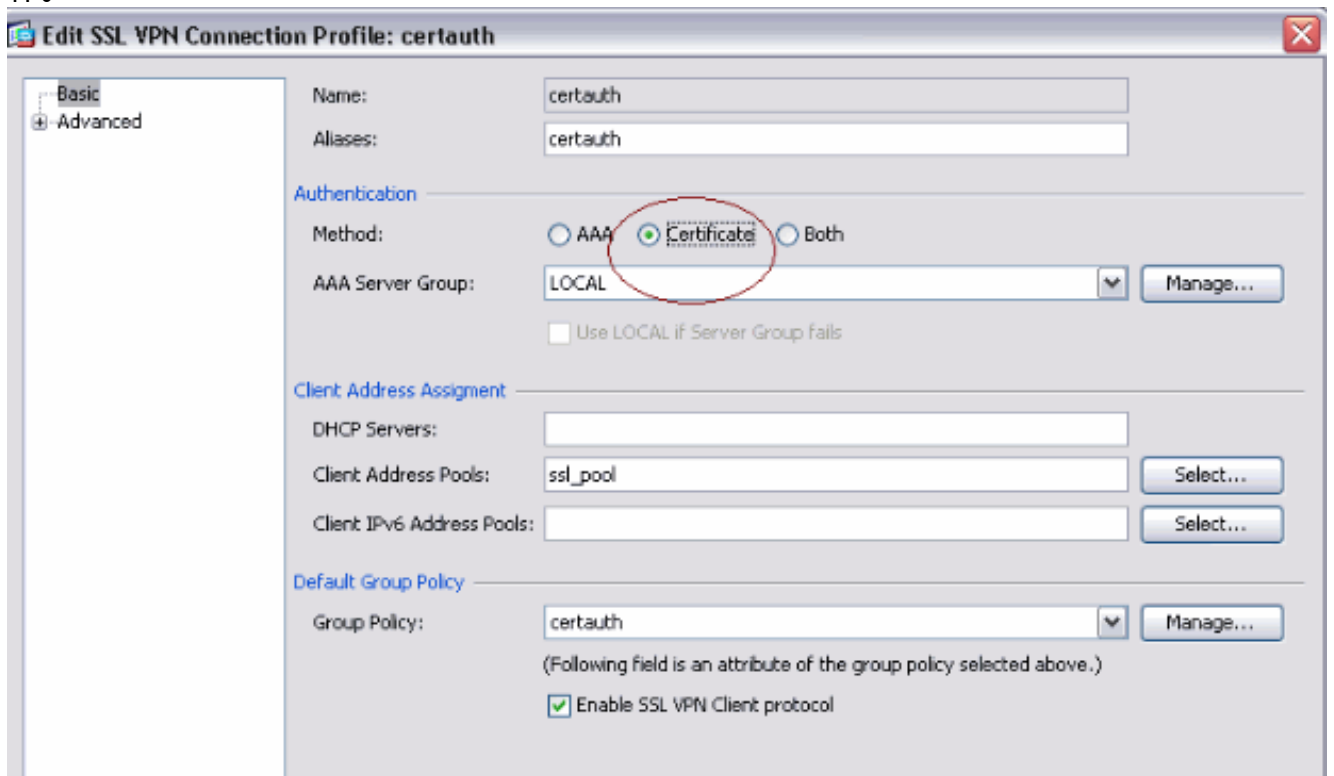 Edit SSL VPN Connection Profile: certauth
Basic
Advanced
Name: certauth
Aliases: certauth
Authentication
Method: AAA Certificate Both
AAA Server Group: LOCAL Manage...
Use LOCAL if Server Group fails
Client Address Assigment
DHCP Servers:
Client Address Pools: ssl_pool Select...
Client IPv6 Address Pools: Select...
Default Group Policy
Group Policy: certauth Manage...
(Following field is an attribute of the group policy selected above.)
Enable SSL VPN Client protocol